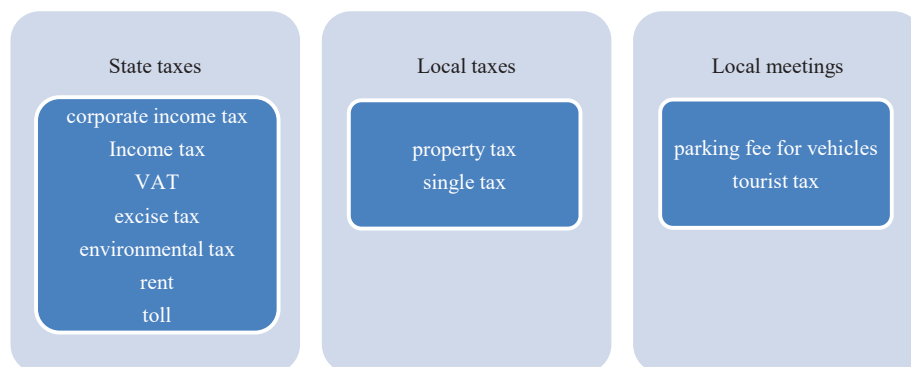 State taxes
corporate income tax
Income tax
VAT
excise tax
environmental tax
rent
toll
Local taxes
property tax
single tax
Local meetings
parking fee for vehicles
tourist tax